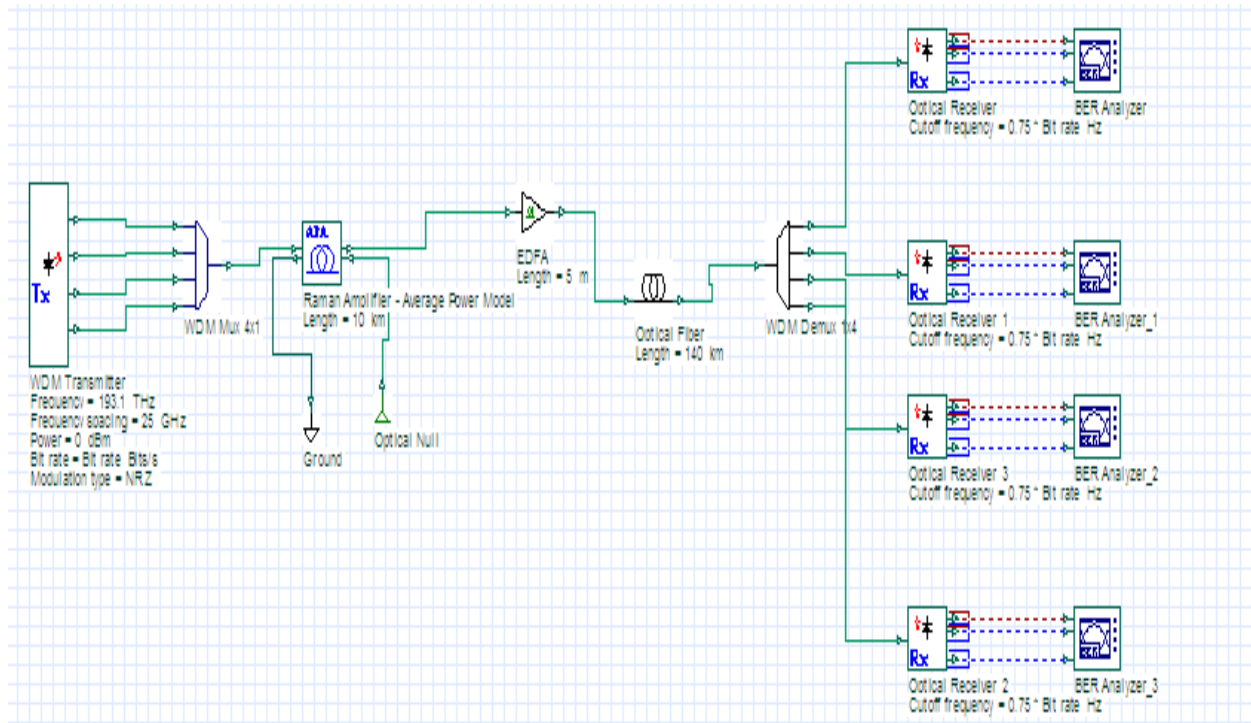 Rx
Optical Receiver
Cutoff frequency = 0.75 * Bit rate Hz
BER Analyzer
Tx
WDM Transmitter
Frequency = 193.1 THz
Frequency spacing = 25 GHz
Power = 0 dBm
Bit rate = Bit rate Bits/s
Modulation type = NRZ
WDM Mux 4x1
Raman Amplifier - Average Power Model
Length = 10 km
Ground
Optical Null
EDFA
Length = 5 m
Optical Fiber
Length = 140 km
WDM Demux 1x4
Rx
Optical Receiver 1
Cutoff frequency = 0.75 * Bit rate Hz
BER Analyzer_1
Rx
Optical Receiver 3
Cutoff frequency = 0.75 * Bit rate Hz
BER Analyzer_2
Rx
Optical Receiver 2
Cutoff frequency = 0.75 * Bit rate Hz
BER Analyzer_3